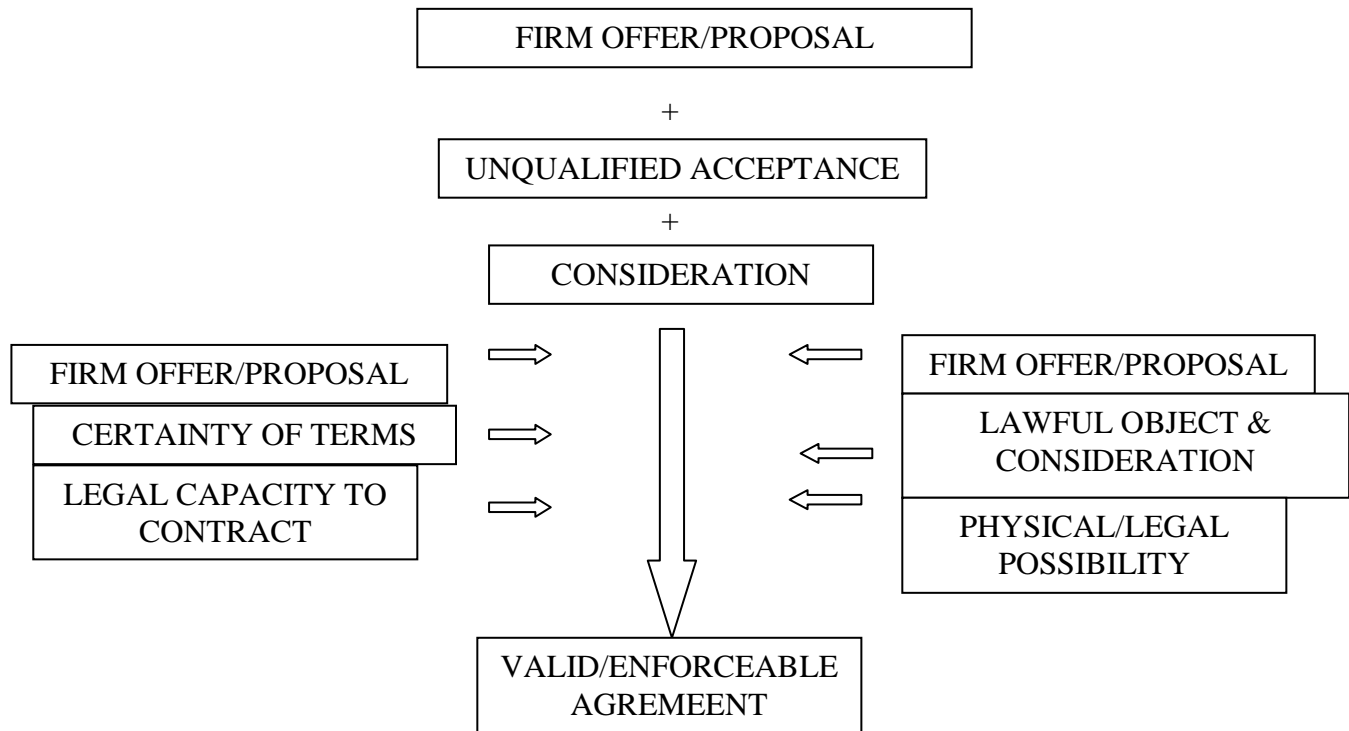 FIRM OFFER/PROPOSAL
+
UNQUALIFIED ACCEPTANCE
+
CONSIDERATION
FIRM OFFER/PROPOSAL
CERTAINTY OF TERMS
LEGAL CAPACITY TO
CONTRACT
FIRM OFFER/PROPOSAL
LAWFUL OBJECT &
CONSIDERATION
PHYSICAL/LEGAL
POSSIBILITY
VALID/ENFORCEABLE
AGREMEENT